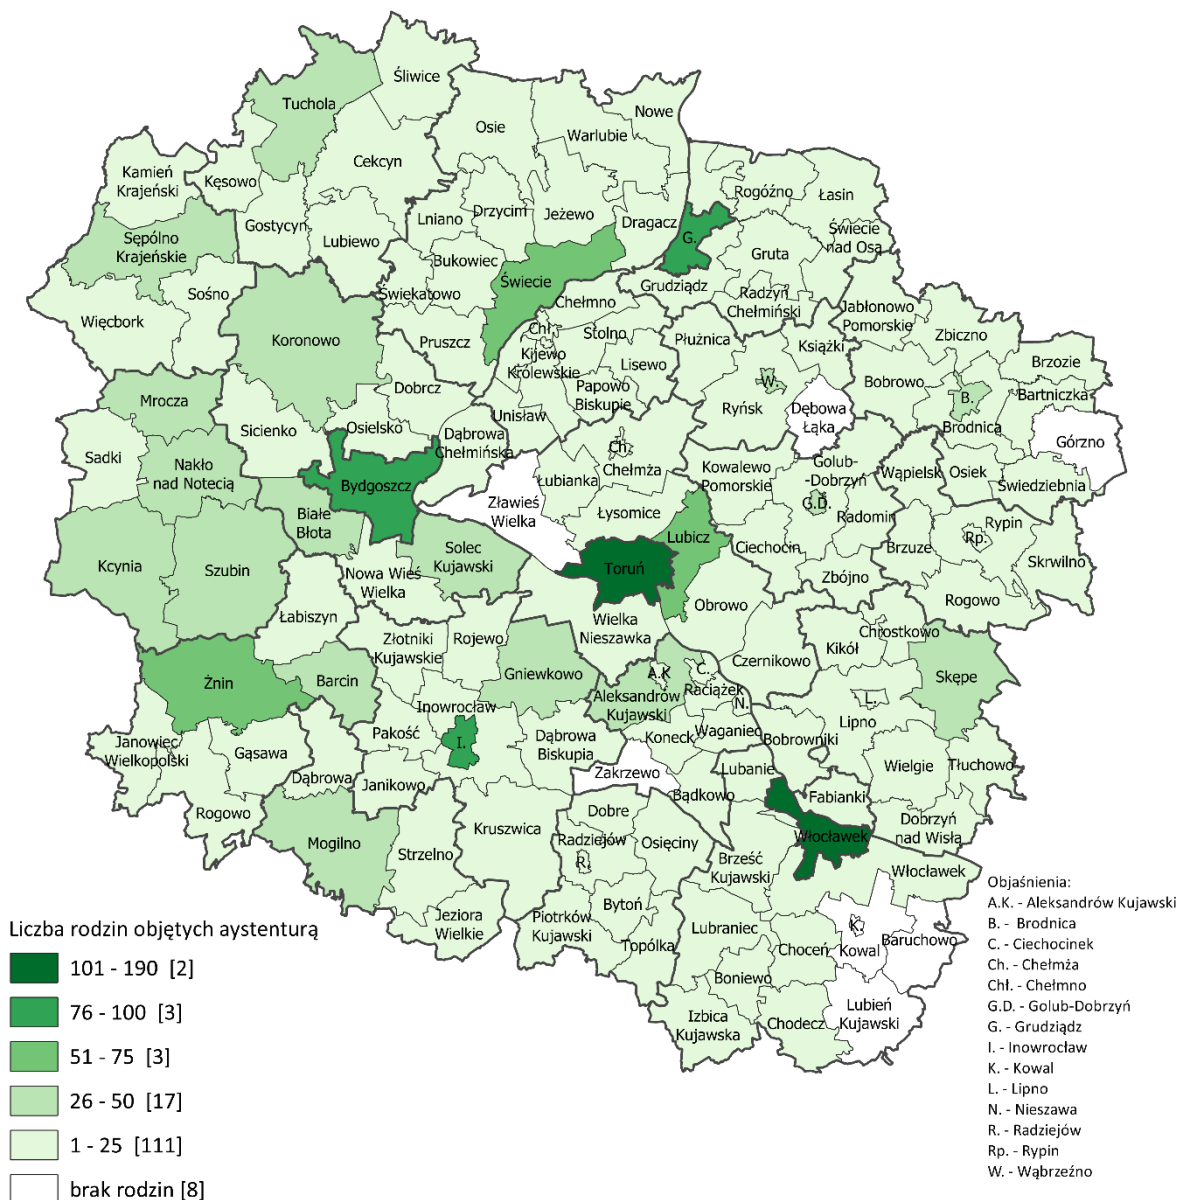 Śliwice
Tuchola
Nowe
Osie
Warlubie
Cekcyn
Kamień
Krajeński
Kęsowo
Rogóźno
Łasin
Drzycim
Jeżewo
Lniano
Dragacz
Gostycyn
Świecie
nad Osą
Sępólno
Krajeńskie
Lubiewo
G.
Gruta
Bukowiec
Świecie
Grudziądz
Sośno
Świekatowo
Radzyń
Chełmiński
Chełmno
Jabłonowo
Pomorskie
Więcbork
Chł.
Stolno
Zbiczno
Koronowo
Pruszcz
Płużnica
Książki
Kijewo
Królewskie
Lisewo
Brzozie
W.
Bobrowo
Dobrcz
Papowo
Biskupie
Bartniczka
Mrocza
B.
Ryńsk
Dębowa
Łąka
Unisław
Brodnica
Sicienko
Osielsko
Dąbrowa
Chełmińska
Ch.
Górzno
Sadki
Nakło
nad Notecią
Chełmża
Kowalewo
Pomorskie
Golub-
-Dobrzyń
Wąpielsk
Osiek
Bydgoszcz
Łubianka
Świedziebnia
Zławieś
Wielka
G.D.
Białe
Błota
Łysomice
Radomin
Rypin
Lubicz
Rp.
Ciechocin
Brzuze
Solec
Kujawski
Kcynia
Szubin
Toruń
Skrwilno
Nowa Wieś
Wielka
Zbójno
Rogowo
Obrowo
Łabiszyn
Wielka
Nieszawka
Złotniki
Kujawskie
Rojewo
Chrostkowo
Kikół
Czernikowo
Żnin
Barcin
Gniewkowo
A.K
C.
Skępe
Raciążek
Aleksandrów
Kujawski
N.
L.
Inowrocław
Lipno
Pakość
Waganiec
Koneck
Bobrowniki
I.
Dąbrowa
Biskupia
Janowiec
Wielkopolski
Gąsawa
Wielgie
Tłuchowo
Zakrzewo
Lubanie
Dąbrowa
Janikowo
Bądkowo
Fabianki
Rogowo
Dobre
Dobrzyń
nad Wisłą
Kruszwica
Mogilno
Radziejów
Osięciny
Włocławek
Strzelno
R.
Brześć
Kujawski
Włocławek
Bytoń
Jeziora
Wielkie
Piotrków
Kujawski
Lubraniec
K.
Kowal
Baruchowo
Topólka
Choceń
Boniewo
Lubień
Kujawski
Izbica
Kujawska
Chodecz
Liczba rodzin objętych aystenturą
101 - 190 [2]
76 - 100 [3]
51 - 75 [3]
26 - 50 [17]
1 - 25 [111]
brak rodzin [8]
Objaśnienia:
A.K. - Aleksandrów Kujawski
B. - Brodnica
C. - Ciechocinek
Ch. - Chełmża
Chł. - Chełmno
G.D. - Golub-Dobrzyń
G. - Grudziądz
I. - Inowrocław
K. - Kowal
L. - Lipno
N. - Nieszawa
R. - Radziejów
Rp. - Rypin
W. - Wąbrzeźno